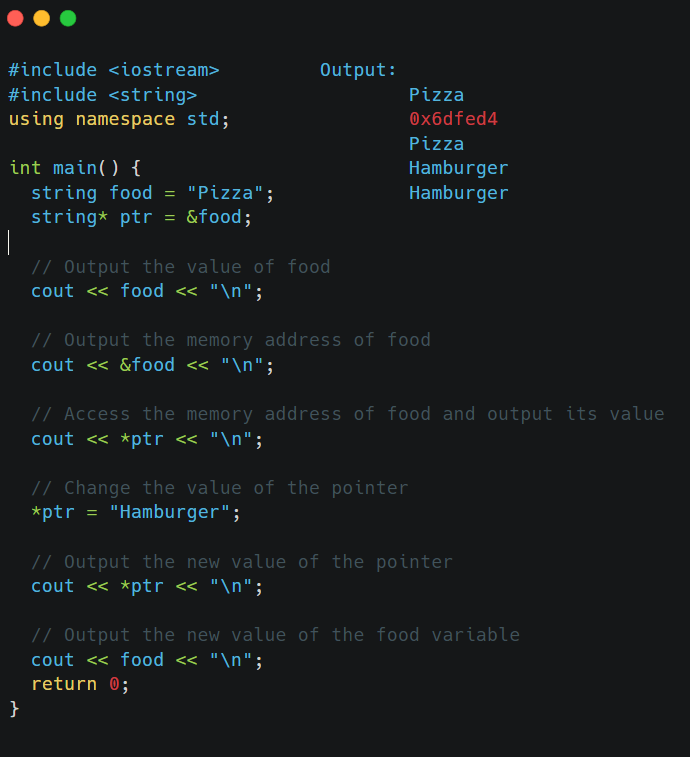 #include <iostream>
#include <string>
using namespace std;
int main() {
  string food = "Pizza";
  string* ptr = &food;
  // Output the value of food
  cout << food << "\n";
  // Output the memory address of food
  cout << &food << "\n";
  // Access the memory address of food and output its value
  cout << *ptr << "\n";
  // Change the value of the pointer
  *ptr = "Hamburger";
  // Output the new value of the pointer
  cout << *ptr << "\n";
  // Output the new value of the food variable
  cout << food << "\n";
  return 0;
}
Output:
Pizza
0x6dfed4
Pizza
Hamburger
Hamburger